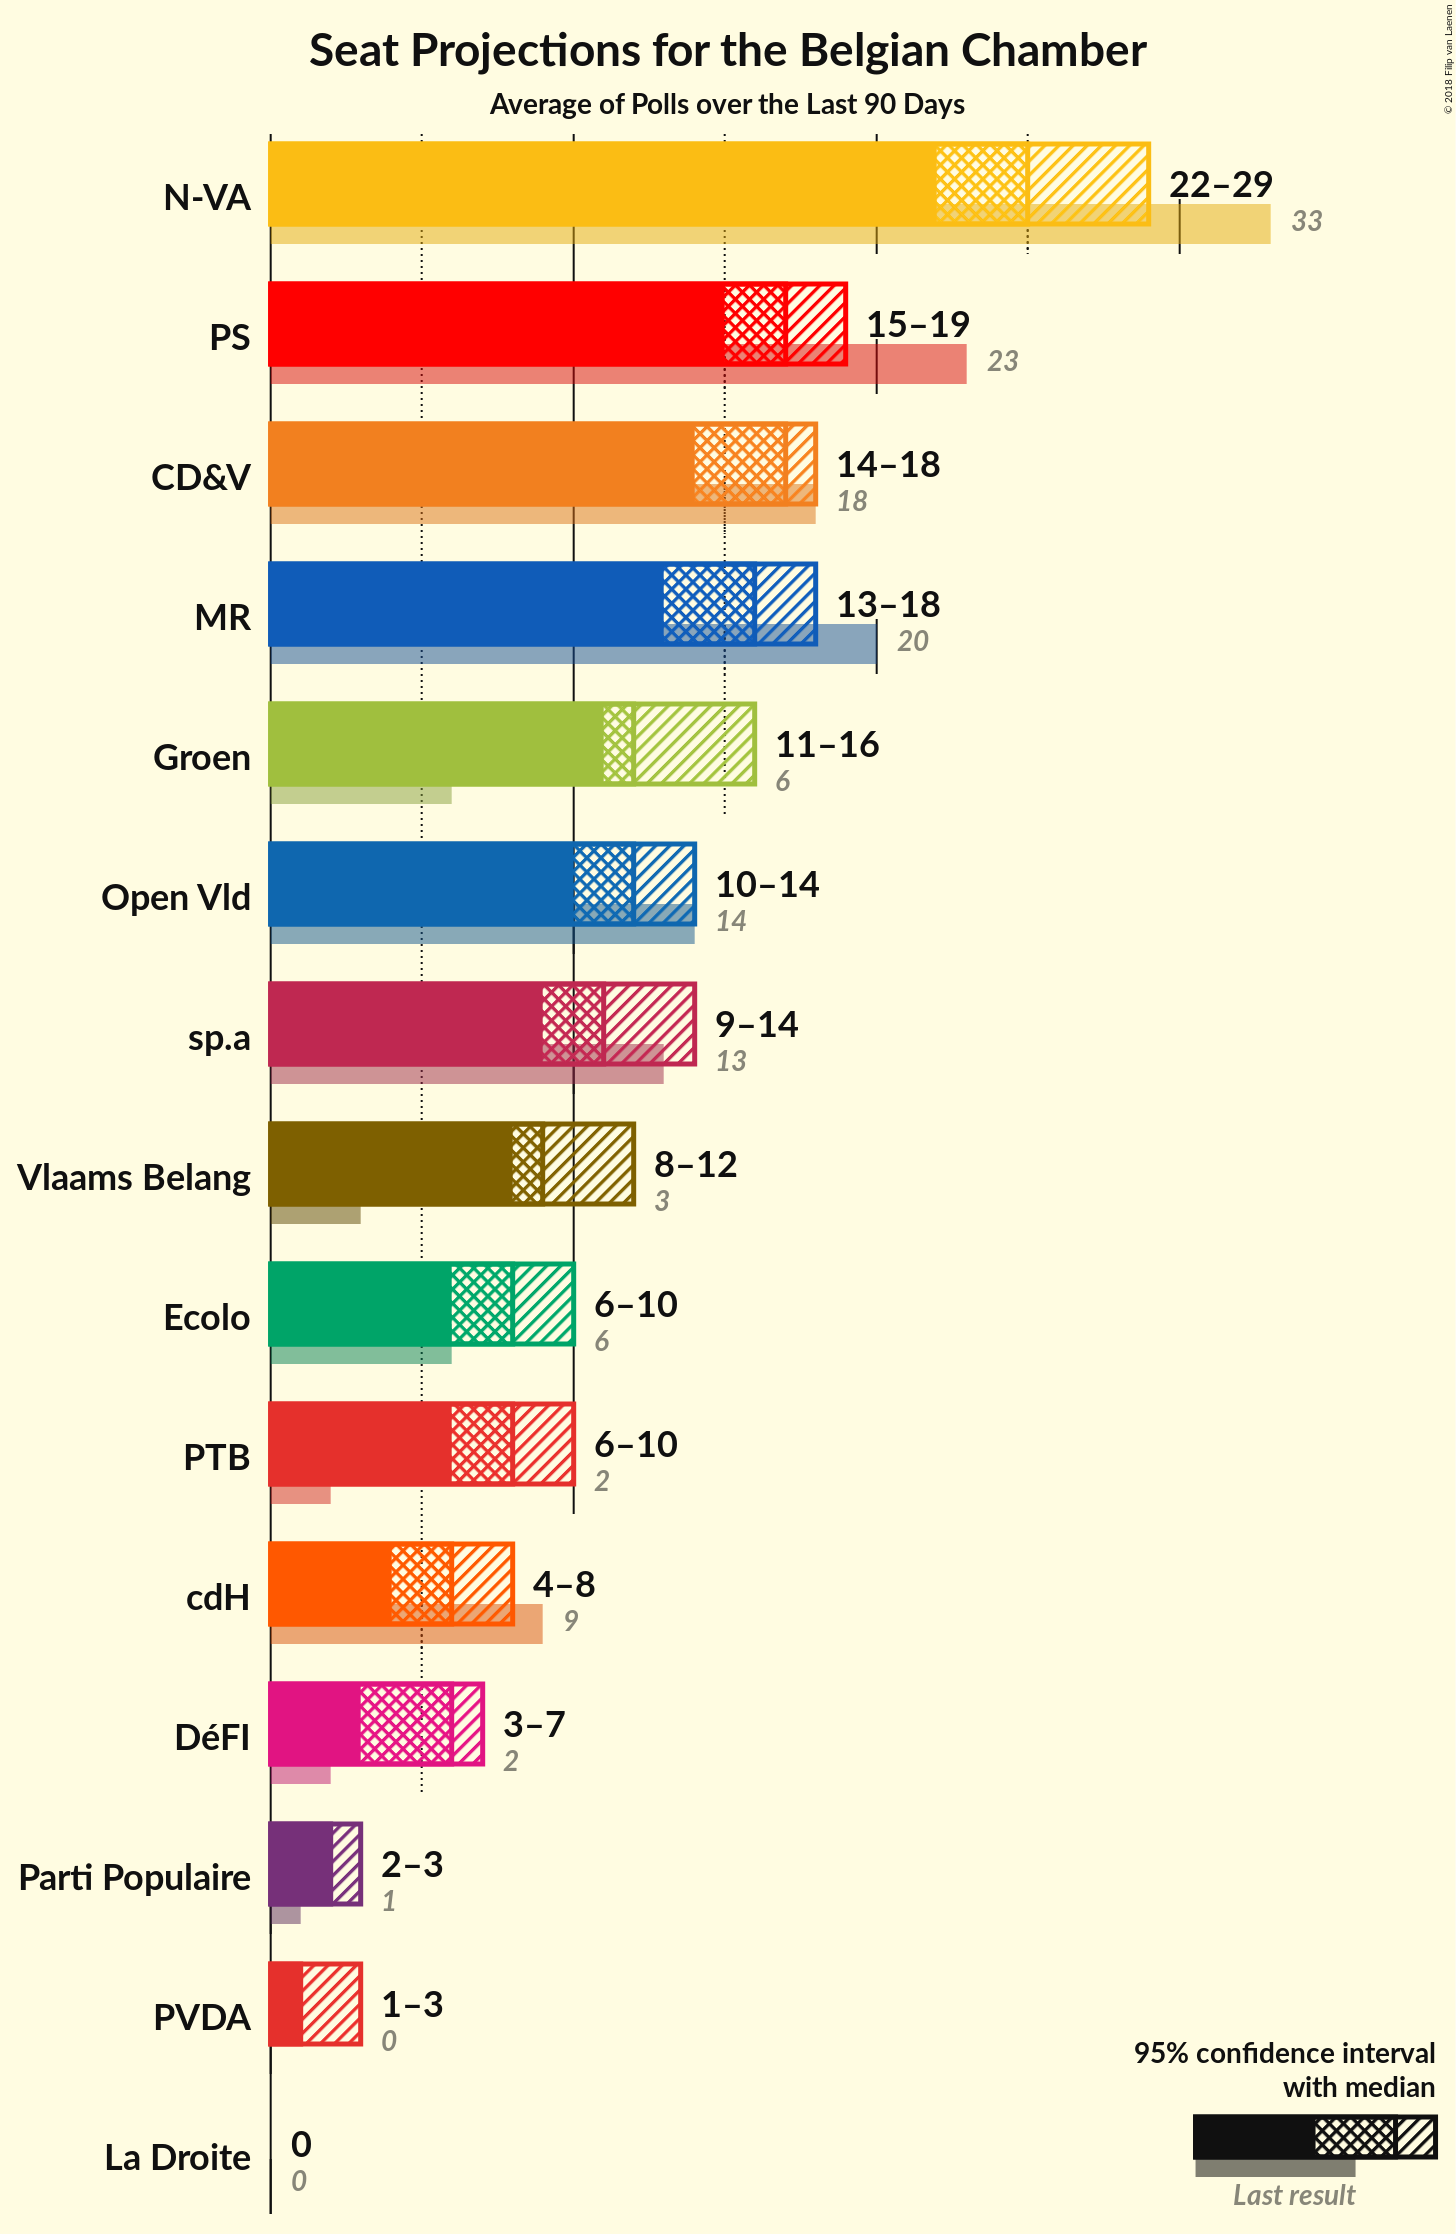 Seat Projections for the Belgian Chamber
Average of Polls over the Last 90 Days
© 2018 Filip van Laenen
N-VA
22–29
33
PS
15–19
23
CD&V
14–18
18
MR
13–18
20
Groen
11–16
6
Open Vld
10–14
14
sp.a
9–14
13
Vlaams Belang
8–12
3
Ecolo
6–10
6
PTB
6–10
2
cdH
4–8
9
DéFI
3–7
2
Parti Populaire
2–3
1
PVDA
1–3
0
La Droite
0
0
95% confidence interval
with median
Last result